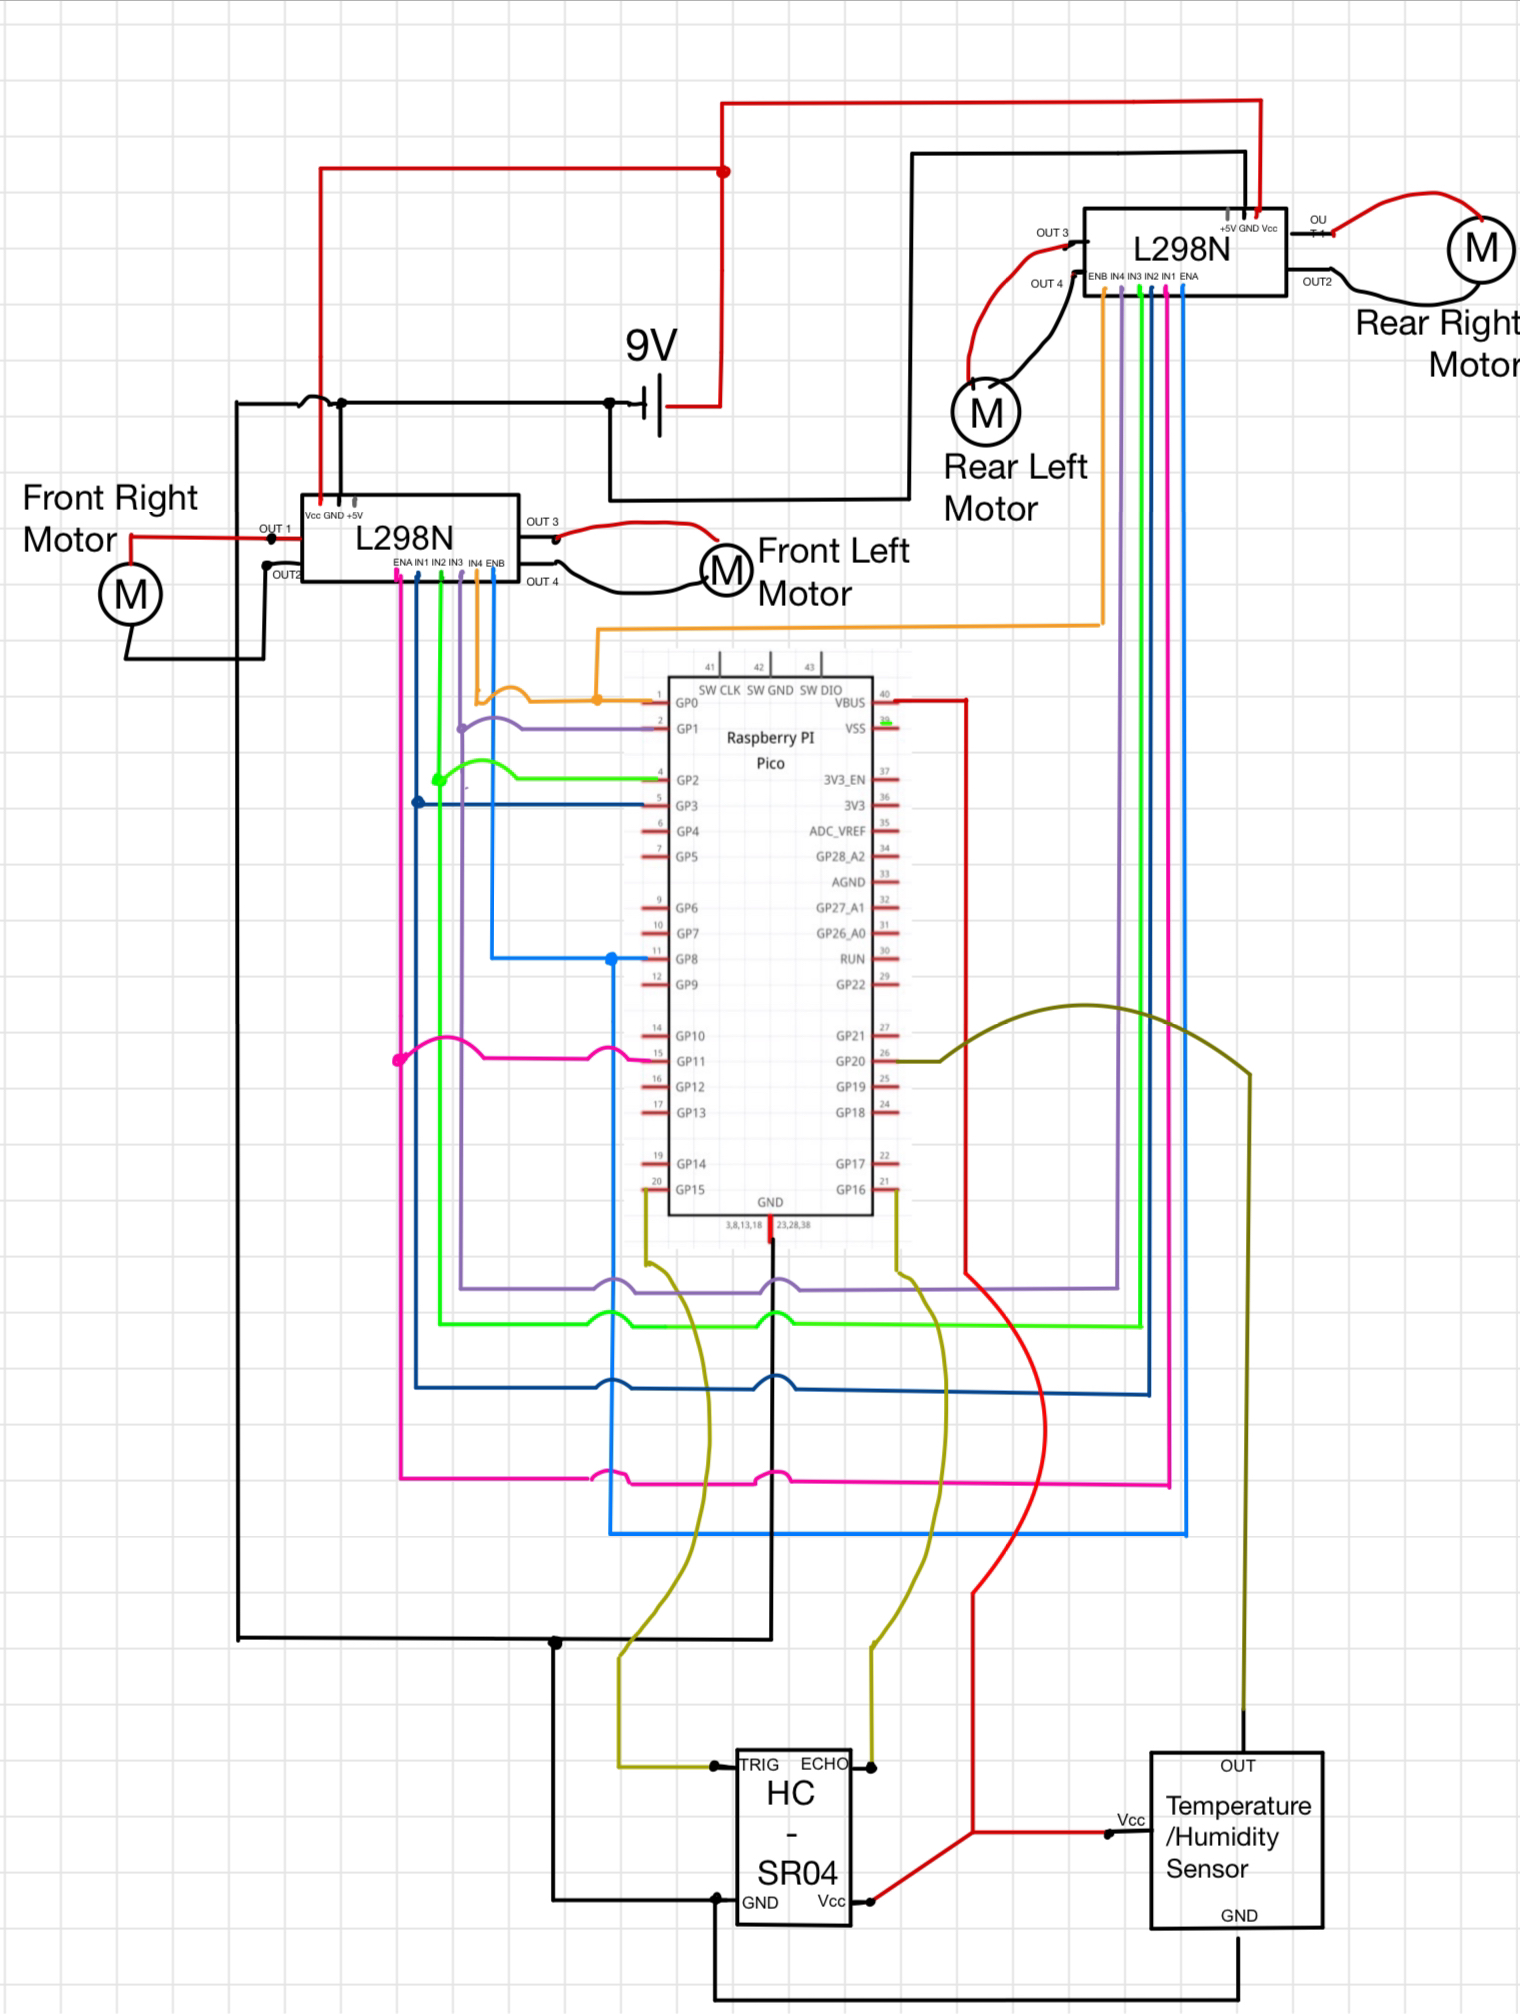 9V
OUT 3
OUT 4
+5V GND Vcc
L298N
ENB IN4 IN3 IN2 IN1 ENA
OU
T 1
OUT2
M
Rear Right
Motor
M
Rear Left
Motor
Front Right
Motor
M
OUT 1
OUT2
Vcc GND +5V
L298N
ENA IN1 IN2 IN3 IN4 ENB
OUT 3
OUT 4
M
Front Left
Motor
41 42 43
SW CLK SW GND SW DIO
Raspberry PI
Pico
1 GP0 VBUS 40
2 GP1 VSS 39
4 GP2 3V3_EN 37
5 GP3 3V3 36
6 GP4 ADC_VREF 35
7 GP5 GP28_A2 34
AGND 33
9 GP6 GP27_A1 32
10 GP7 GP26_A0 31
11 GP8 RUN 30
12 GP9 GP22 29
14 GP10 GP21 27
15 GP11 GP20 26
16 GP12 GP19 25
17 GP13 GP18 24
19 GP14 GP17 22
20 GP15 GP16 21
GND
3,8,13,18 23,28,38
TRIG ECHO
HC
-
SR04
GND Vcc
OUT
Vcc
Temperature
/Humidity
Sensor
GND